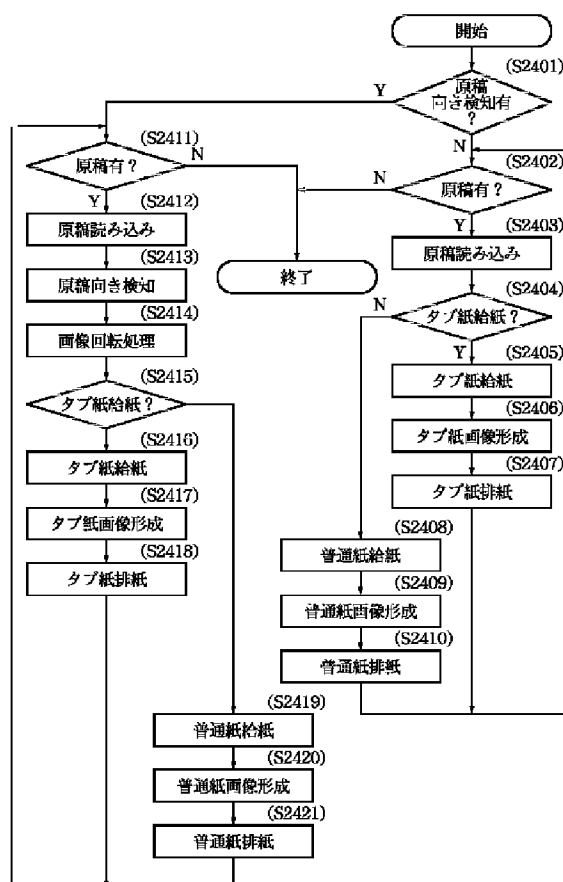 開始
(S2401)
原稿
向き検知有
?
Y
N
(S2411)
原稿有?
N
Y
(S2402)
原稿有?
N
Y
(S2412)
原稿読み込み
(S2403)
原稿読み込み
(S2413)
原稿向き検知
終了
(S2404)
タブ紙給紙?
N
Y
(S2414)
画像回転処理
(S2405)
タブ紙給紙
(S2415)
タブ紙給紙?
(S2406)
タブ紙画像形成
(S2416)
タブ紙給紙
(S2407)
タブ紙排紙
(S2417)
タブ紙画像形成
(S2408)
普通紙給紙
(S2418)
タブ紙排紙
(S2409)
普通紙画像形成
(S2410)
普通紙排紙
(S2419)
普通紙給紙
(S2420)
普通紙画像形成
(S2421)
普通紙排紙